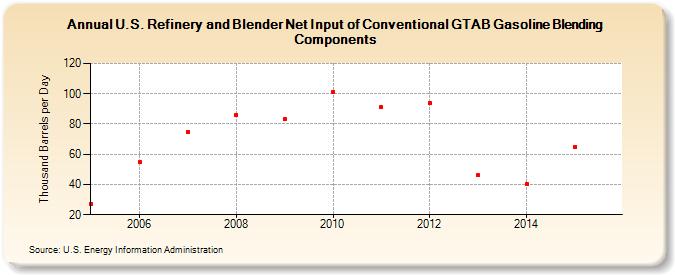 Annual U.S. Refinery and Blender Net Input of Conventional GTAB Gasoline Blending
Components
Thousand Barrels per Day
120
100
80
60
40
20
2006
2008
2010
2012
2014
Source: U.S. Energy Information Administration